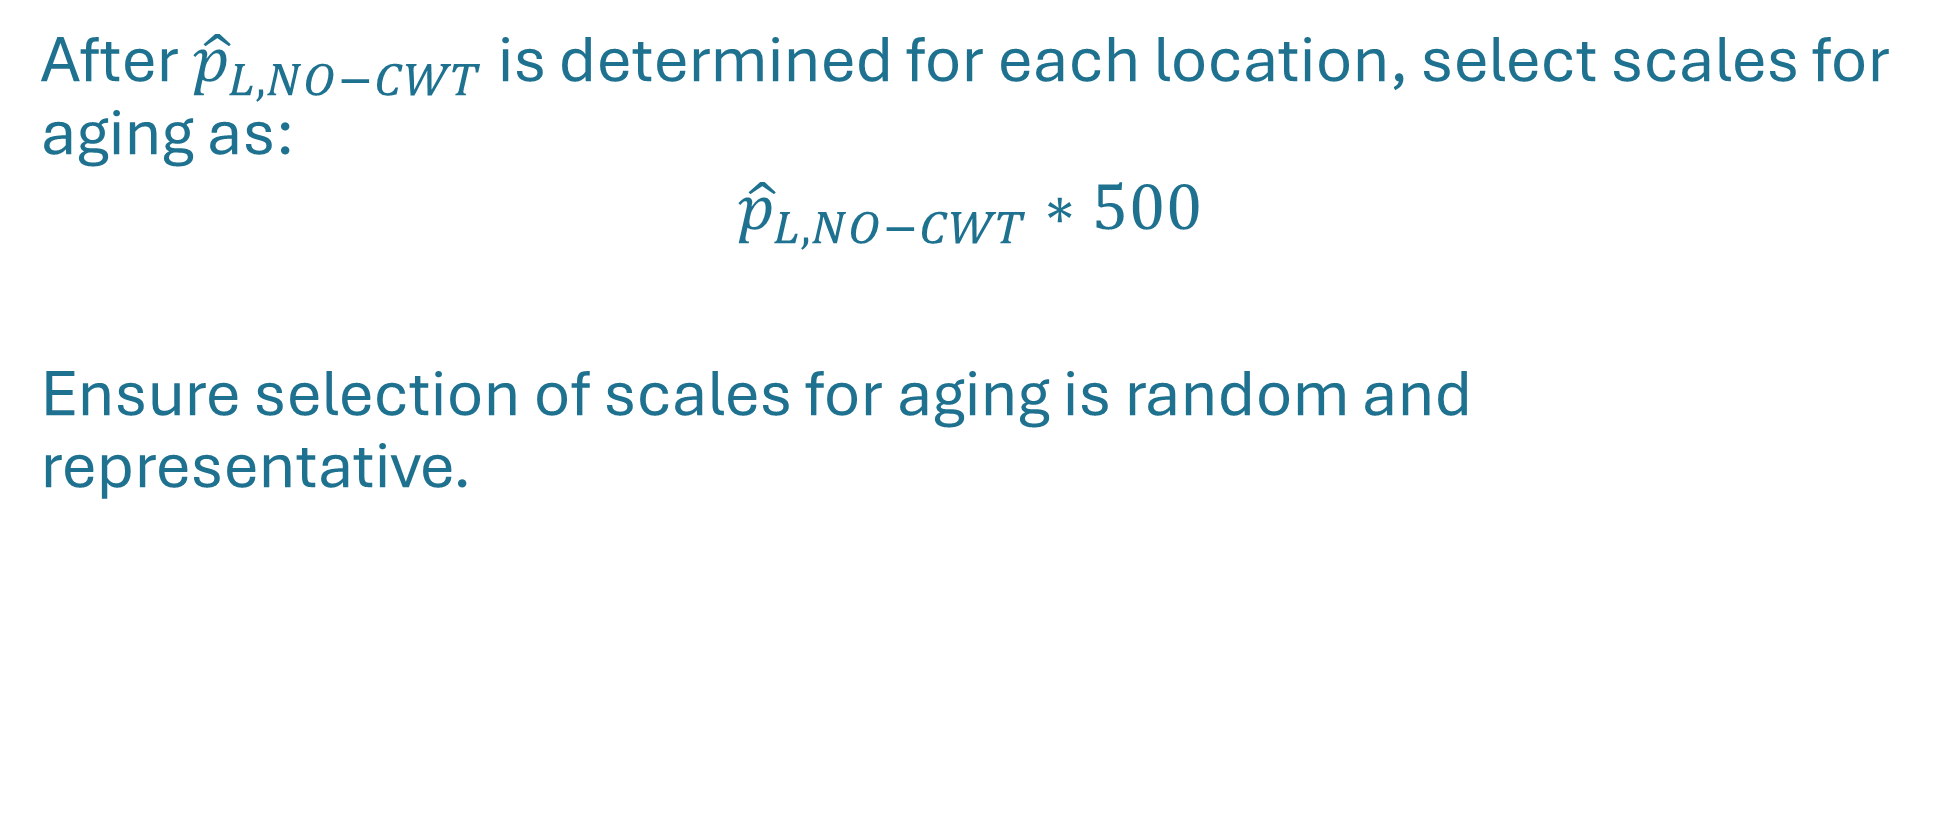 After p̂L,NO−CWT is determined for each location, select scales for
aging as:
p̂L,NO−CWT ∗ 500
Ensure selection of scales for aging is random and
representative.